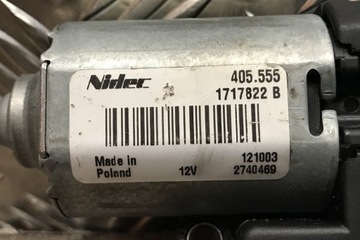 Nidec 405.555
1717822 B
Made in 121003
Poland 12V 2740469